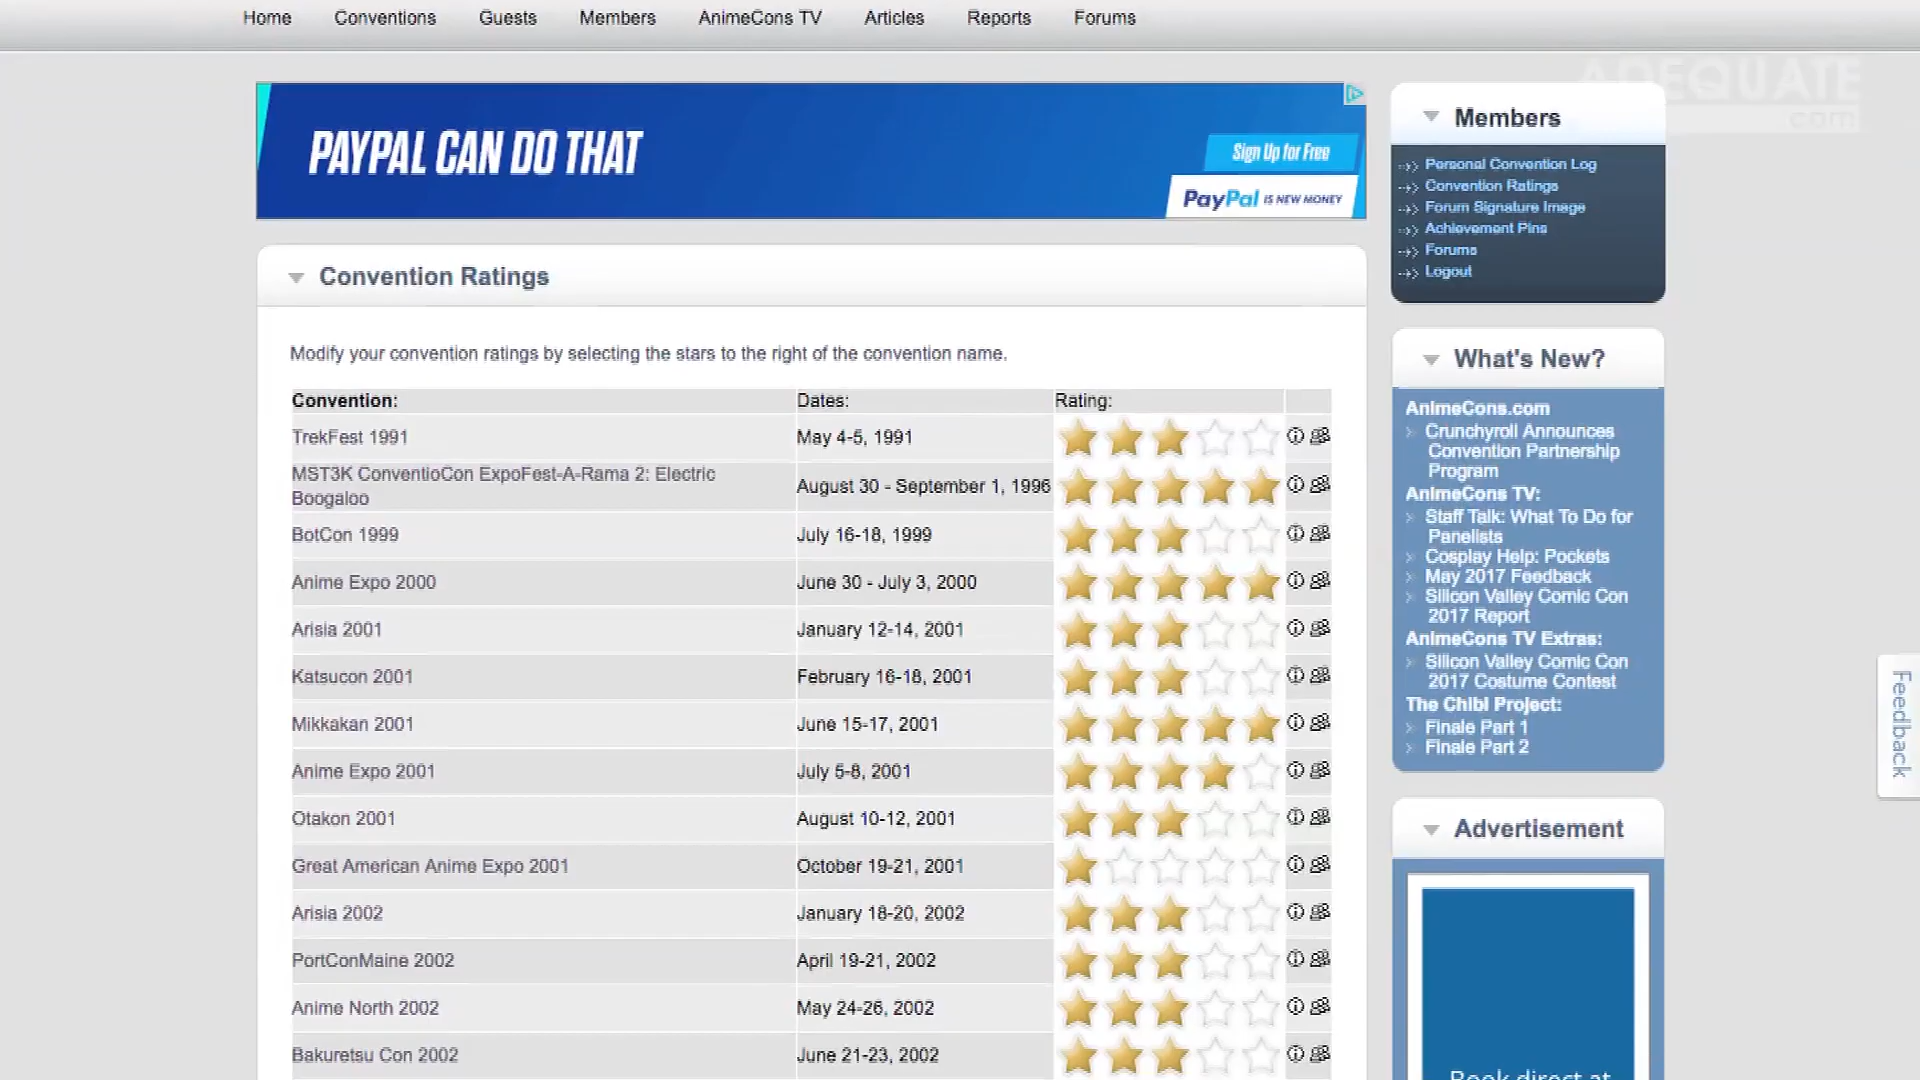 Home Conventions Guests Members AnimeCons TV Articles Reports Forums
ADEQUATE
.com
PAYPAL CAN DO THAT
Sign Up for Free
PayPal IS NEW MONEY
Convention Ratings
Modify your convention ratings by selecting the stars to the right of the convention name.
Convention: Dates: Rating:
TrekFest 1991 May 4-5, 1991
MST3K ConventioCon ExpoFest-A-Rama 2: Electric
Boogaloo August 30 - September 1, 1996
BotCon 1999 July 16-18, 1999
Anime Expo 2000 June 30 - July 3, 2000
Arisia 2001 January 12-14, 2001
Katsucon 2001 February 16-18, 2001
Mikkakan 2001 June 15-17, 2001
Anime Expo 2001 July 5-8, 2001
Otakon 2001 August 10-12, 2001
Great American Anime Expo 2001 October 19-21, 2001
Arisia 2002 January 18-20, 2002
PortConMaine 2002 April 19-21, 2002
Anime North 2002 May 24-26, 2002
Bakuretsu Con 2002 June 21-23, 2002
Members
Personal Convention Log
Convention Ratings
Forum Signature Image
Achievement Pins
Forums
Logout
What's New?
AnimeCons.com
Crunchyroll Announces
Convention Partnership
Program
AnimeCons TV:
Staff Talk: What To Do for
Panelists
Cosplay Help: Pockets
May 2017 Feedback
Silicon Valley Comic Con
2017 Report
AnimeCons TV Extras:
Silicon Valley Comic Con
2017 Costume Contest
The Chibi Project:
Finale Part 1
Finale Part 2
Advertisement
Book direct at
Feedback